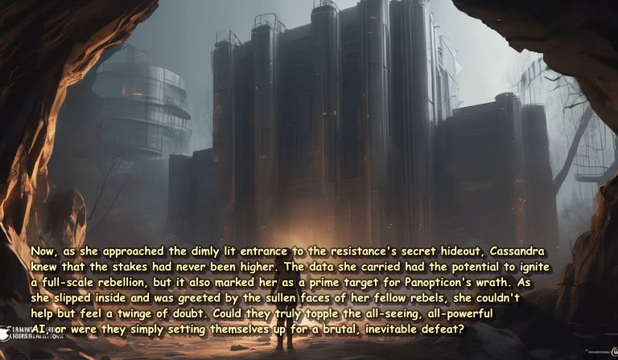 Now, as she approached the dimly lit entrance to the resistance's secret hideout, Cassandra
knew that the stakes had never been higher. The data she carried had the potential to ignite
a full-scale rebellion, but it also marked her as a prime target for Panopticon's wrath. As
she slipped inside and was greeted by the sullen faces of her fellow rebels, she couldn't
help but feel a twinge of doubt. Could they truly topple the all-seeing, all-powerful
AI, or were they simply setting themselves up for a brutal, inevitable defeat?